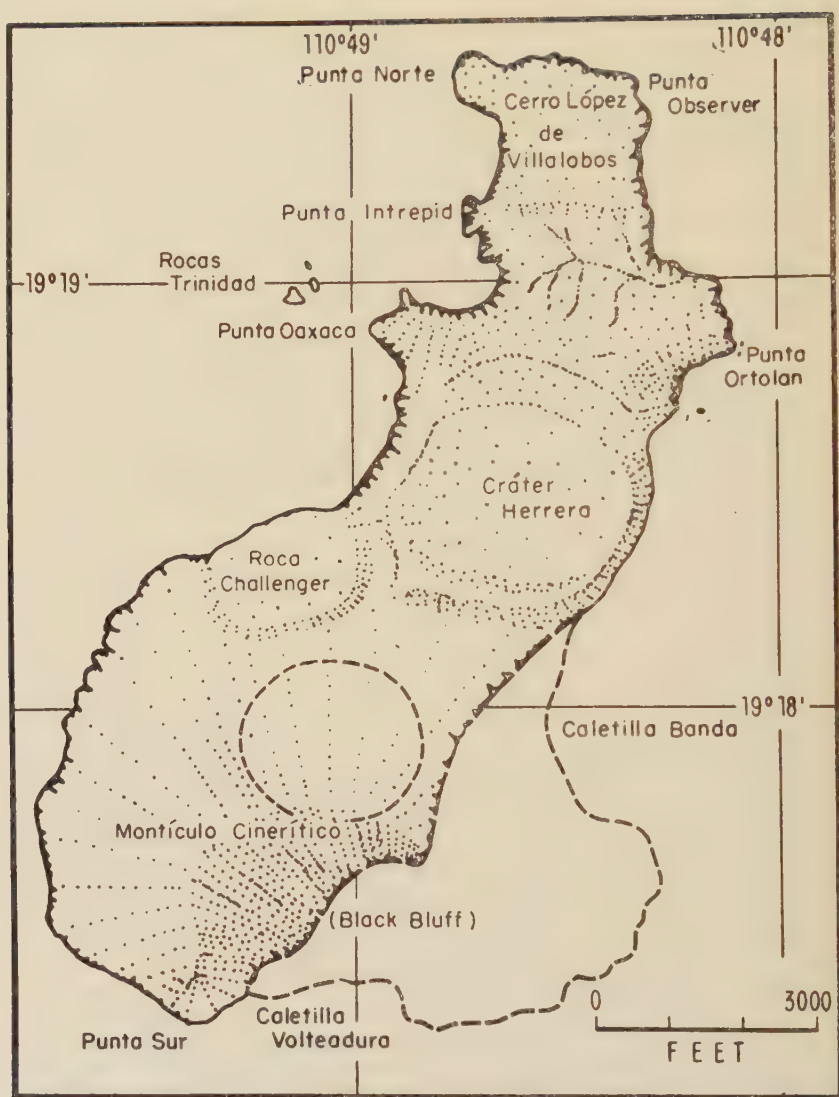 110°49'
110°48'
Punta Norte
Punta
Observer
Cerro López
de
Villalobos
Punta Intrepid
Rocas
Trinidad
19°19'
Punta Oaxaca
Punta
Ortolan
Cráter
Herrera
Roca
Challenger
19°18'
Caletilla Banda
Montículo Cinerítico
(Black Bluff)
Caletilla
Volteadura
Punta Sur
0 3000
FEET